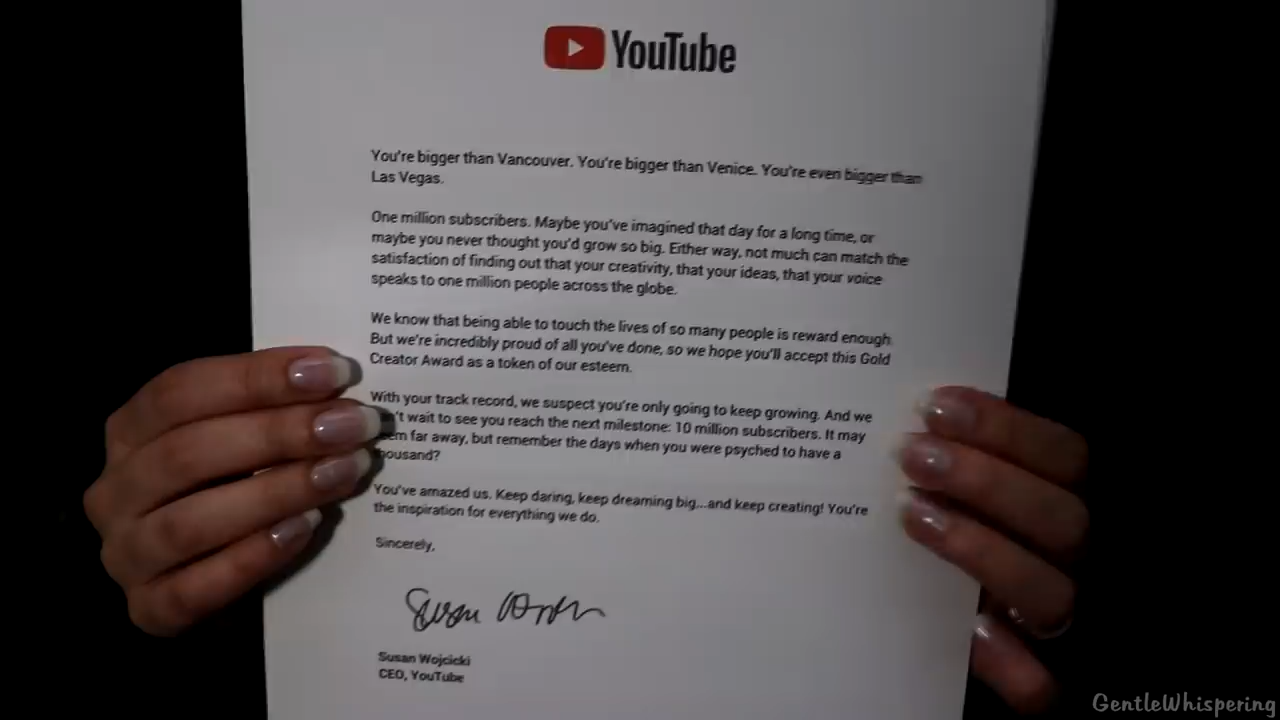 YouTube
You're bigger than Vancouver. You're bigger than Venice. You're even bigger than
Las Vegas.
One million subscribers. Maybe you've imagined that day for a long time, or
maybe you never thought you'd grow so big. Either way, not much can match the
satisfaction of finding out that your creativity, that your ideas, that your voice
speaks to one million people across the globe.
We know that being able to touch the lives of so many people is reward enough.
But we're incredibly proud of all you've done, so we hope you'll accept this Gold
Creator Award as a token of our esteem.
With your track record, we suspect you're only going to keep growing. And we
wait to see you reach the next milestone: 10 million subscribers. It may
far away, but remember the days when you were psyched to have a
You've amazed us. Keep daring, keep dreaming big...and keep creating! You're
the inspiration for everything we do.
Sincerely,
Susan Wojcicki
CEO, YouTube
GentleWhispering